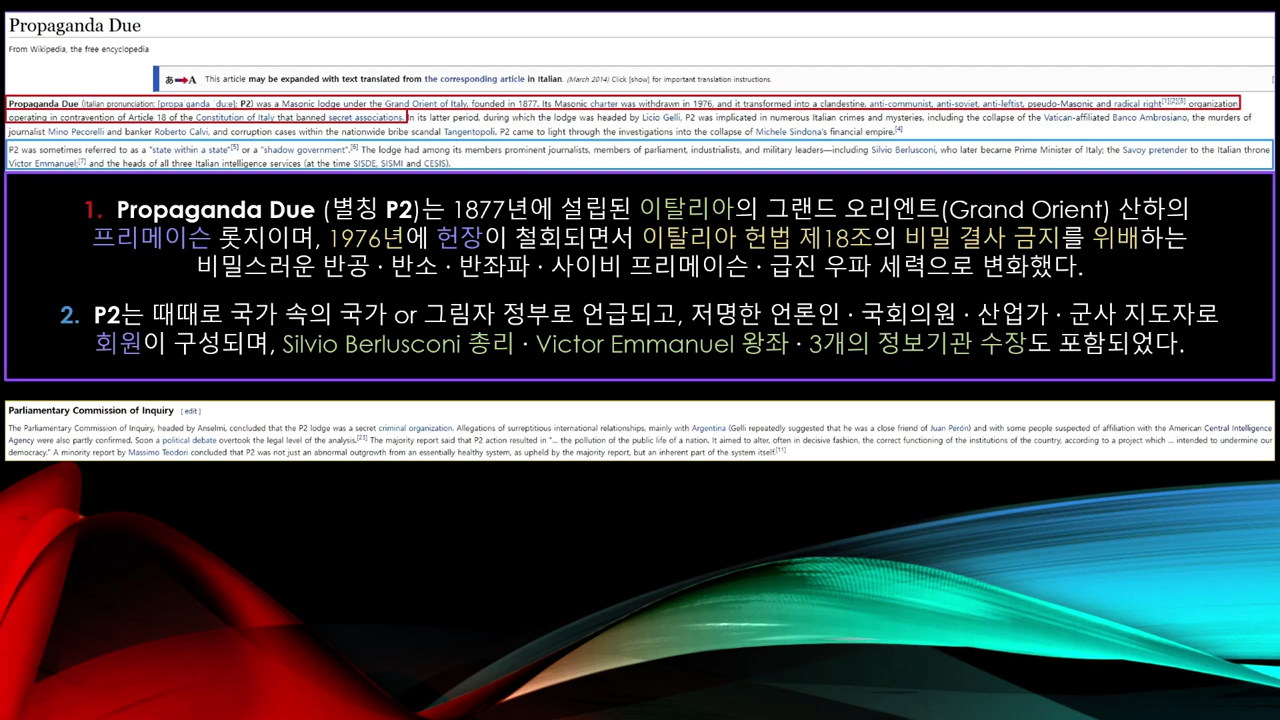 Propaganda Due
From Wikipedia, the free encyclopedia
あ➡A This article may be expanded with text translated from the corresponding article in Italian. (March 2014) Click [show] for important translation instructions.
Propaganda Due (Italian pronunciation: [propaˈɡanda ˈduːe]; P2) was a Masonic lodge under the Grand Orient of Italy, founded in 1877. Its Masonic charter was withdrawn in 1976, and it transformed into a clandestine, anti-communist, anti-soviet, anti-leftist, pseudo-Masonic and radical right[1][2][3] organization
operating in contravention of Article 18 of the Constitution of Italy that banned secret associations. In its latter period, during which the lodge was headed by Licio Gelli, P2 was implicated in numerous Italian crimes and mysteries, including the collapse of the Vatican-affiliated Banco Ambrosiano, the murders of
journalist Mino Pecorelli and banker Roberto Calvi, and corruption cases within the nationwide bribe scandal Tangentopoli. P2 came to light through the investigations into the collapse of Michele Sindona's financial empire.[4]
P2 was sometimes referred to as a "state within a state"[5] or a "shadow government".[6] The lodge had among its members prominent journalists, members of parliament, industrialists, and military leaders—including Silvio Berlusconi, who later became Prime Minister of Italy; the Savoy pretender to the Italian throne
Victor Emmanuel;[7] and the heads of all three Italian intelligence services (at the time SISDE, SISMI and CESIS).
1. Propaganda Due (별칭 P2)는 1877년에 설립된 이탈리아의 그랜드 오리엔트(Grand Orient) 산하의
프리메이슨 롯지이며, 1976년에 헌장이 철회되면서 이탈리아 헌법 제18조의 비밀 결사 금지를 위배하는
비밀스러운 반공 · 반소 · 반좌파 · 사이비 프리메이슨 · 급진 우파 세력으로 변화했다.
2. P2는 때때로 국가 속의 국가 or 그림자 정부로 언급되고, 저명한 언론인 · 국회의원 · 산업가 · 군사 지도자로
회원이 구성되며, Silvio Berlusconi 총리 · Victor Emmanuel 왕좌 · 3개의 정보기관 수장도 포함되었다.
Parliamentary Commission of Inquiry [edit]
The Parliamentary Commission of Inquiry, headed by Anselmi, concluded that the P2 lodge was a secret criminal organization. Allegations of surreptitious international relationships, mainly with Argentina (Gelli repeatedly suggested that he was a close friend of Juan Perón) and with some people suspected of affiliation with the American Central Intelligence
Agency were also partly confirmed. Soon a political debate overtook the legal level of the analysis.[23] The majority report said that P2 action resulted in "... the pollution of the public life of a nation. It aimed to alter, often in decisive fashion, the correct functioning of the institutions of the country, according to a project which ... intended to undermine our
democracy." A minority report by Massimo Teodori concluded that P2 was not just an abnormal outgrowth from an essentially healthy system, as upheld by the majority report, but an inherent part of the system itself.[11]